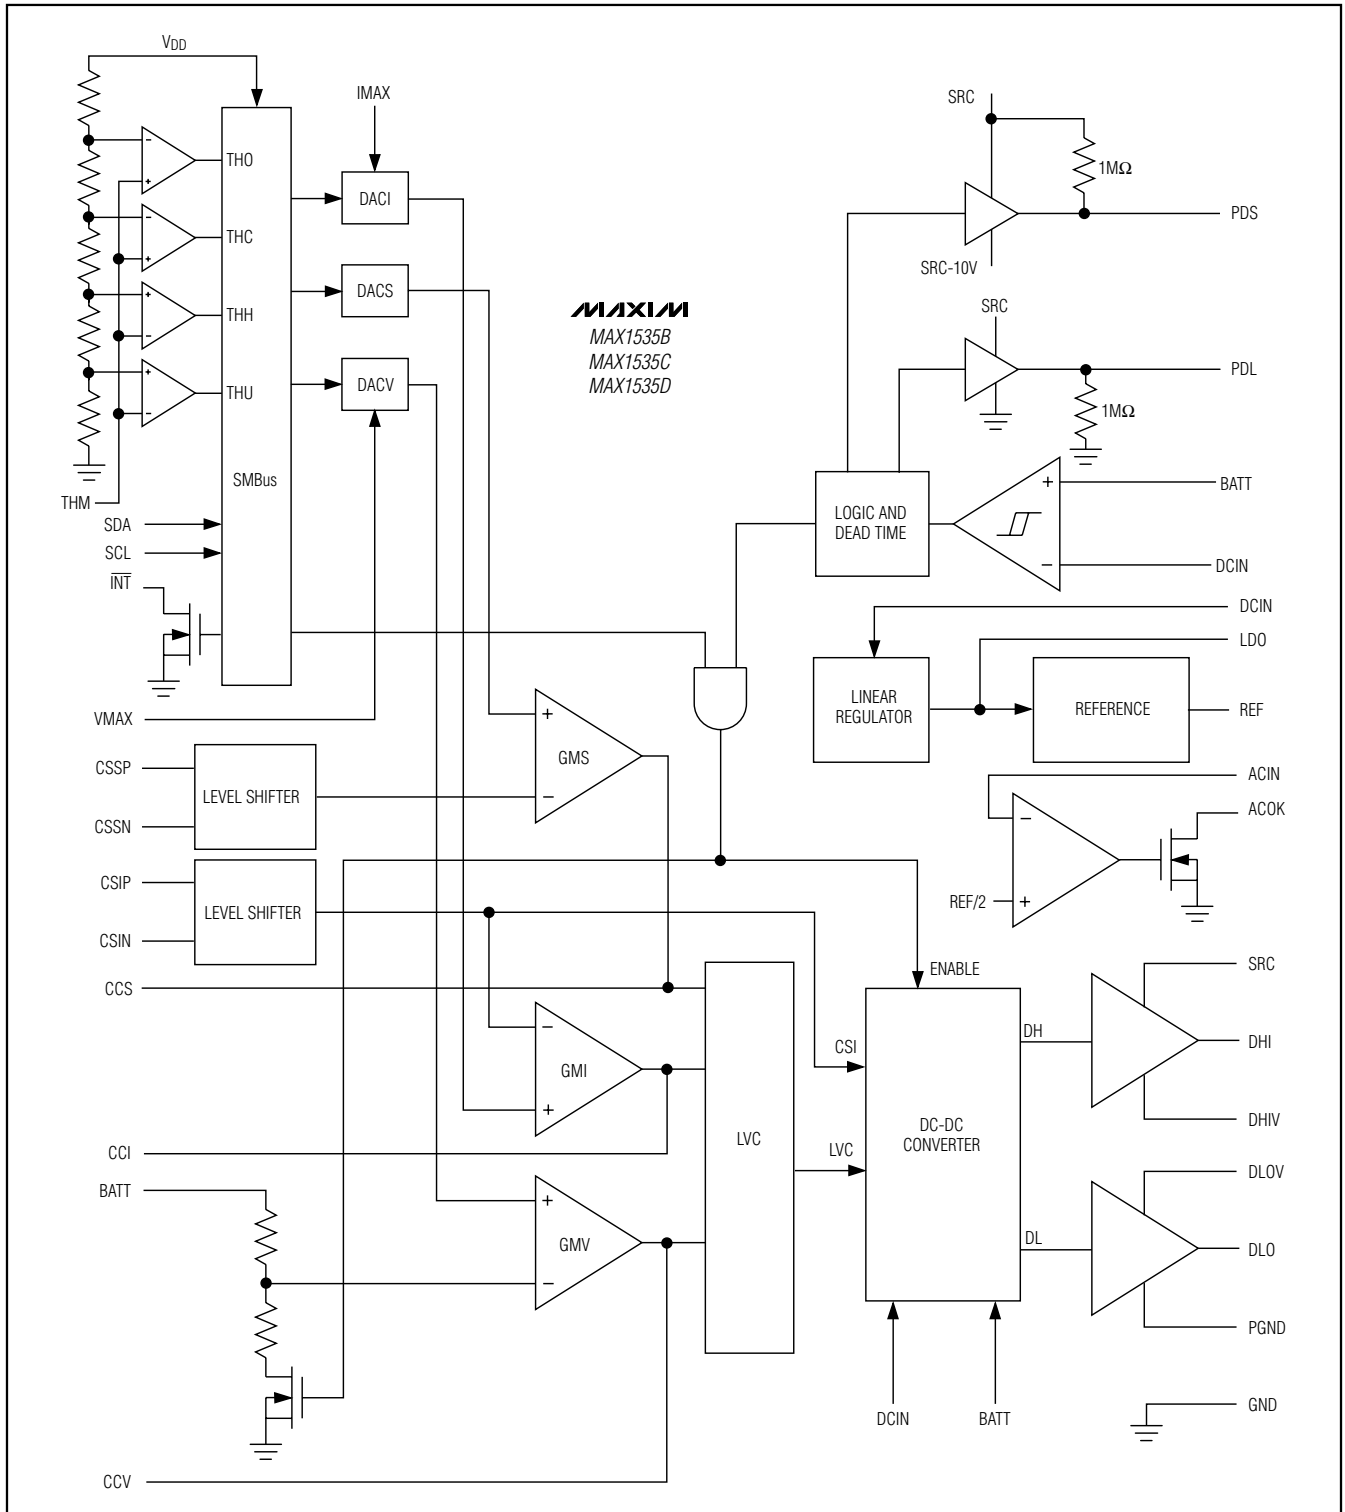 VDD
IMAX
SRC
THO
DACI
1MΩ
THC
PDS
SRC-10V
DACS
THH
MAXIM
MAX1535B
MAX1535C
MAX1535D
SRC
PDL
THU
DACV
1MΩ
SMBus
THM
BATT
LOGIC AND
DEAD TIME
SDA
SCL
DCIN
INT
DCIN
LDO
LINEAR
REGULATOR
REFERENCE
REF
VMAX
CSSP
LEVEL SHIFTER
GMS
ACIN
ACOK
CSSN
CSIP
LEVEL SHIFTER
REF/2
CSIN
CCS
ENABLE
SRC
DH
DHI
CSI
GMI
DHIV
LVC
DC-DC
CONVERTER
LVC
CCI
BATT
DLOV
GMV
DL
DLO
PGND
DCIN
BATT
GND
CCV
- + - + + - + -
+ -
+ -
- +
- +
+ -